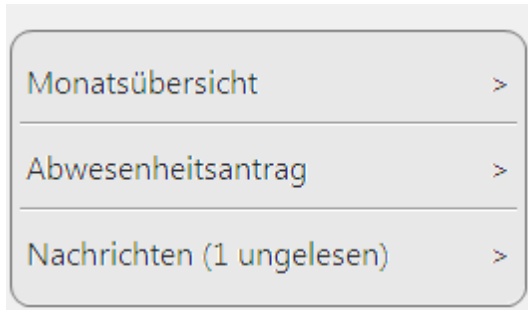 Monatsübersicht >
Abwesenheitsantrag >
Nachrichten (1 ungelesen) >